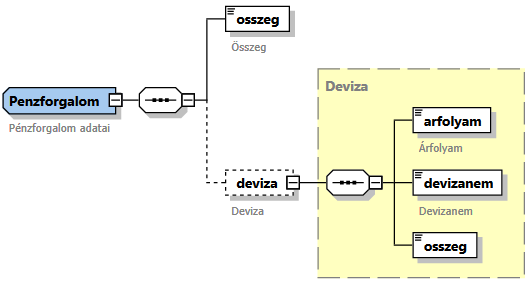 osszeg
Összeg
Penzforgalom
Pénzforgalom adatai
deviza
Deviza
Deviza
arfolyam
Árfolyam
devizanem
Devizanem
osszeg